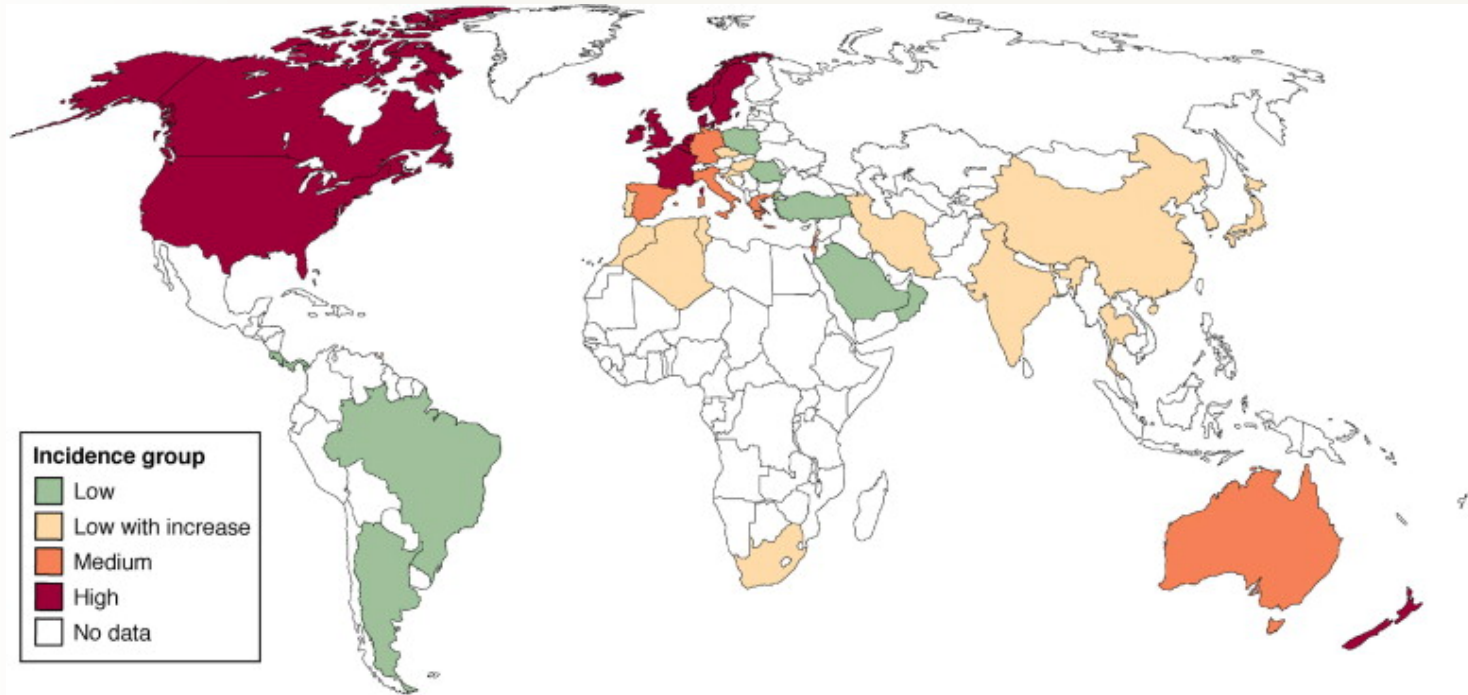 Incidence group
Low
Low with increase
Medium
High
No data